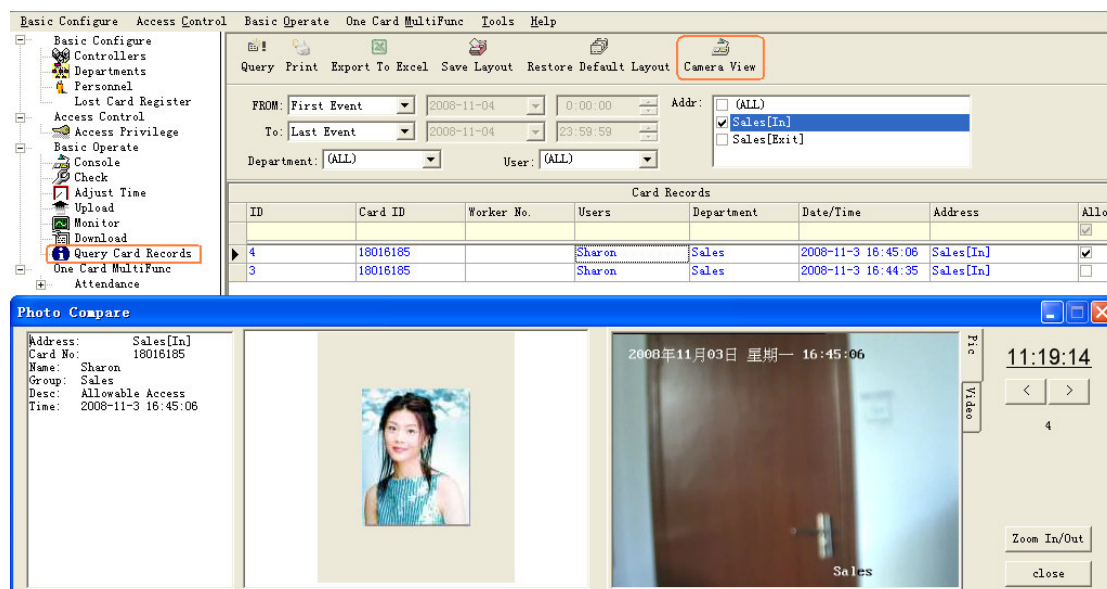 Basic Configure Access Control Basic Operate One Card MultiFunc Tools Help
Basic Configure
Controllers
Departments
Personnel
Lost Card Register
Access Control
Access Privilege
Basic Operate
Console
Check
Adjust Time
Upload
Monitor
Download
Query Card Records
One Card MultiFunc
Attendance
Query Print Export To Excel Save Layout Restore Default Layout Camera View
FROM: First Event 2008-11-04 0:00:00 Addr: (ALL)
Sales[In]
To: Last Event 2008-11-04 23:59:59 Sales[Exit]
Department: (ALL) User: (ALL)
Card Records
ID Card ID Worker No. Users Department Date/Time Address Allo
4 18016185 Sharon Sales 2008-11-3 16:45:06 Sales[In]
3 18016185 Sharon Sales 2008-11-3 16:44:35 Sales[In]
Photo Compare
Address: Sales[In]
Card No: 18016185
Name: Sharon
Group: Sales
Desc: Allowable Access
Time: 2008-11-3 16:45:06
2008年11月03日 星期一 16:45:06
Sales
Pic
Video
11:19:14
< >
4
Zoom In/Out
close